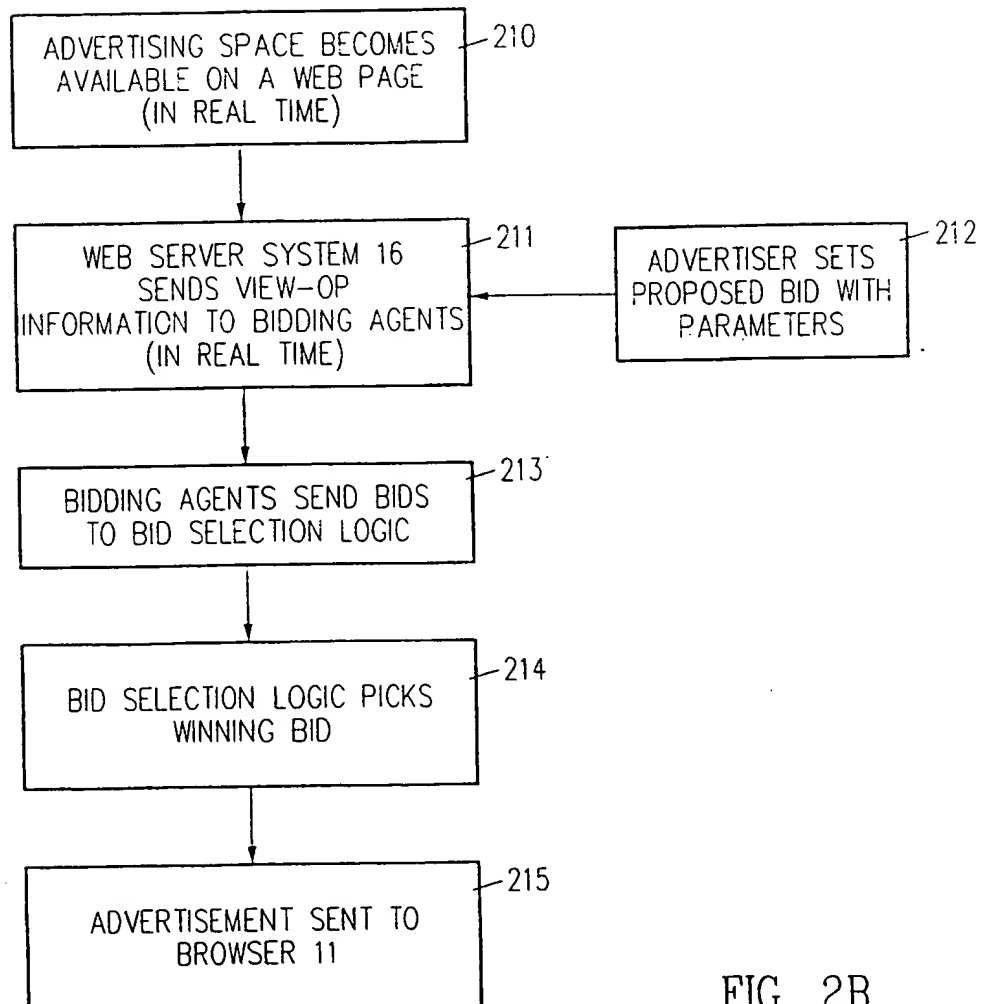 ADVERTISING SPACE BECOMES
AVAILABLE ON A WEB PAGE
(IN REAL TIME)
210
WEB SERVER SYSTEM 16
SENDS VIEW-OP
INFORMATION TO BIDDING AGENTS
(IN REAL TIME)
211
ADVERTISER SETS
PROPOSED BID WITH
PARAMETERS
212
BIDDING AGENTS SEND BIDS
TO BID SELECTION LOGIC
213
BID SELECTION LOGIC PICKS
WINNING BID
214
ADVERTISEMENT SENT TO
BROWSER 11
215
FIG. 2B